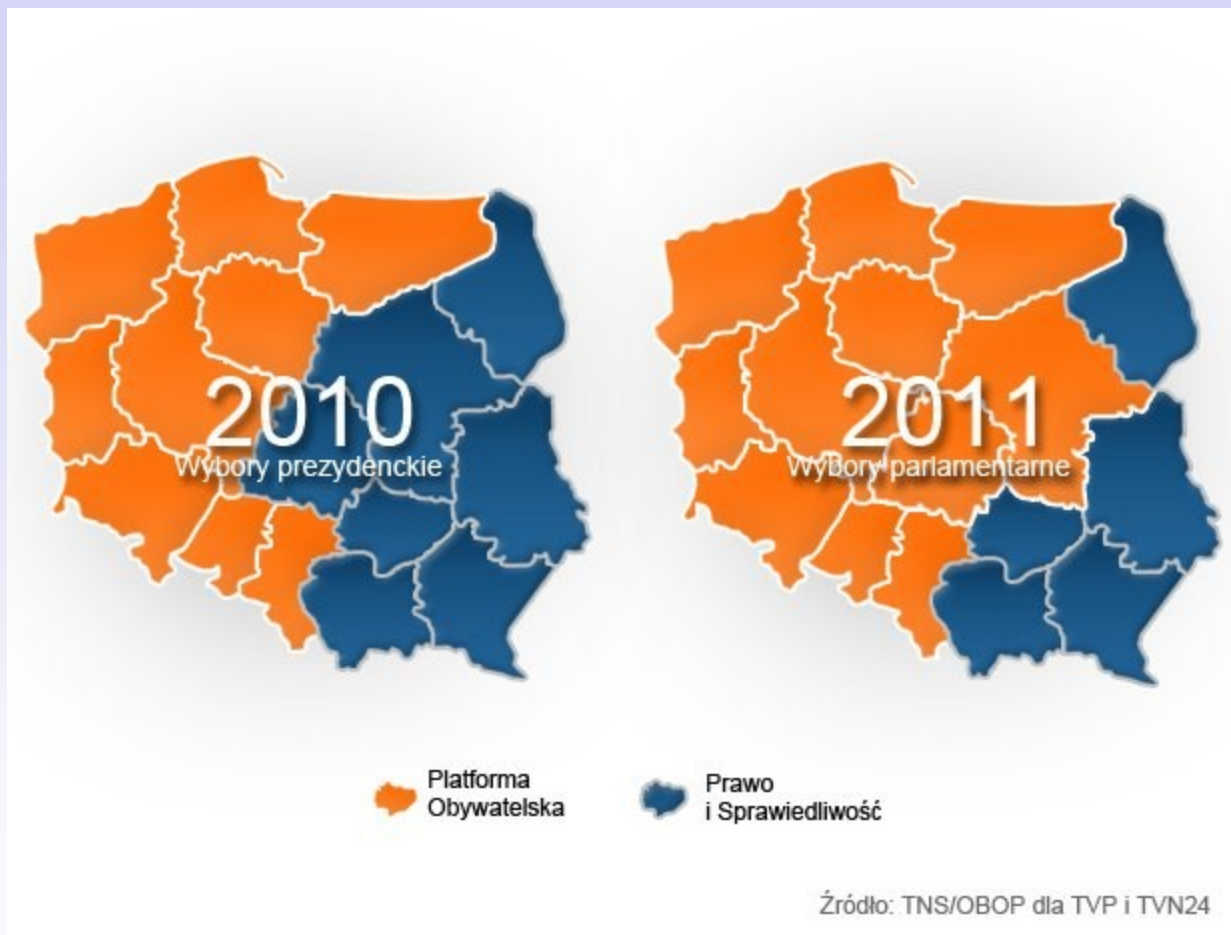 2010
Wybory prezydenckie
2011
Wybory parlamentarne
Platforma
Obywatelska
Prawo
i Sprawiedliwość
Źródło: TNS/OBOP dla TVP i TVN24